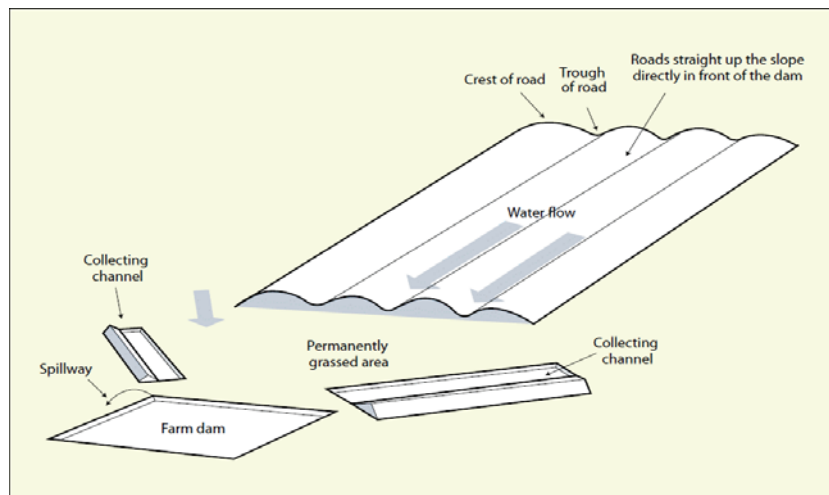 Roads straight up the slope
directly in front of the dam
Trough
of road
Crest of road
Water flow
Collecting
channel
Permanently
grassed area
Collecting
channel
Spillway
Farm dam